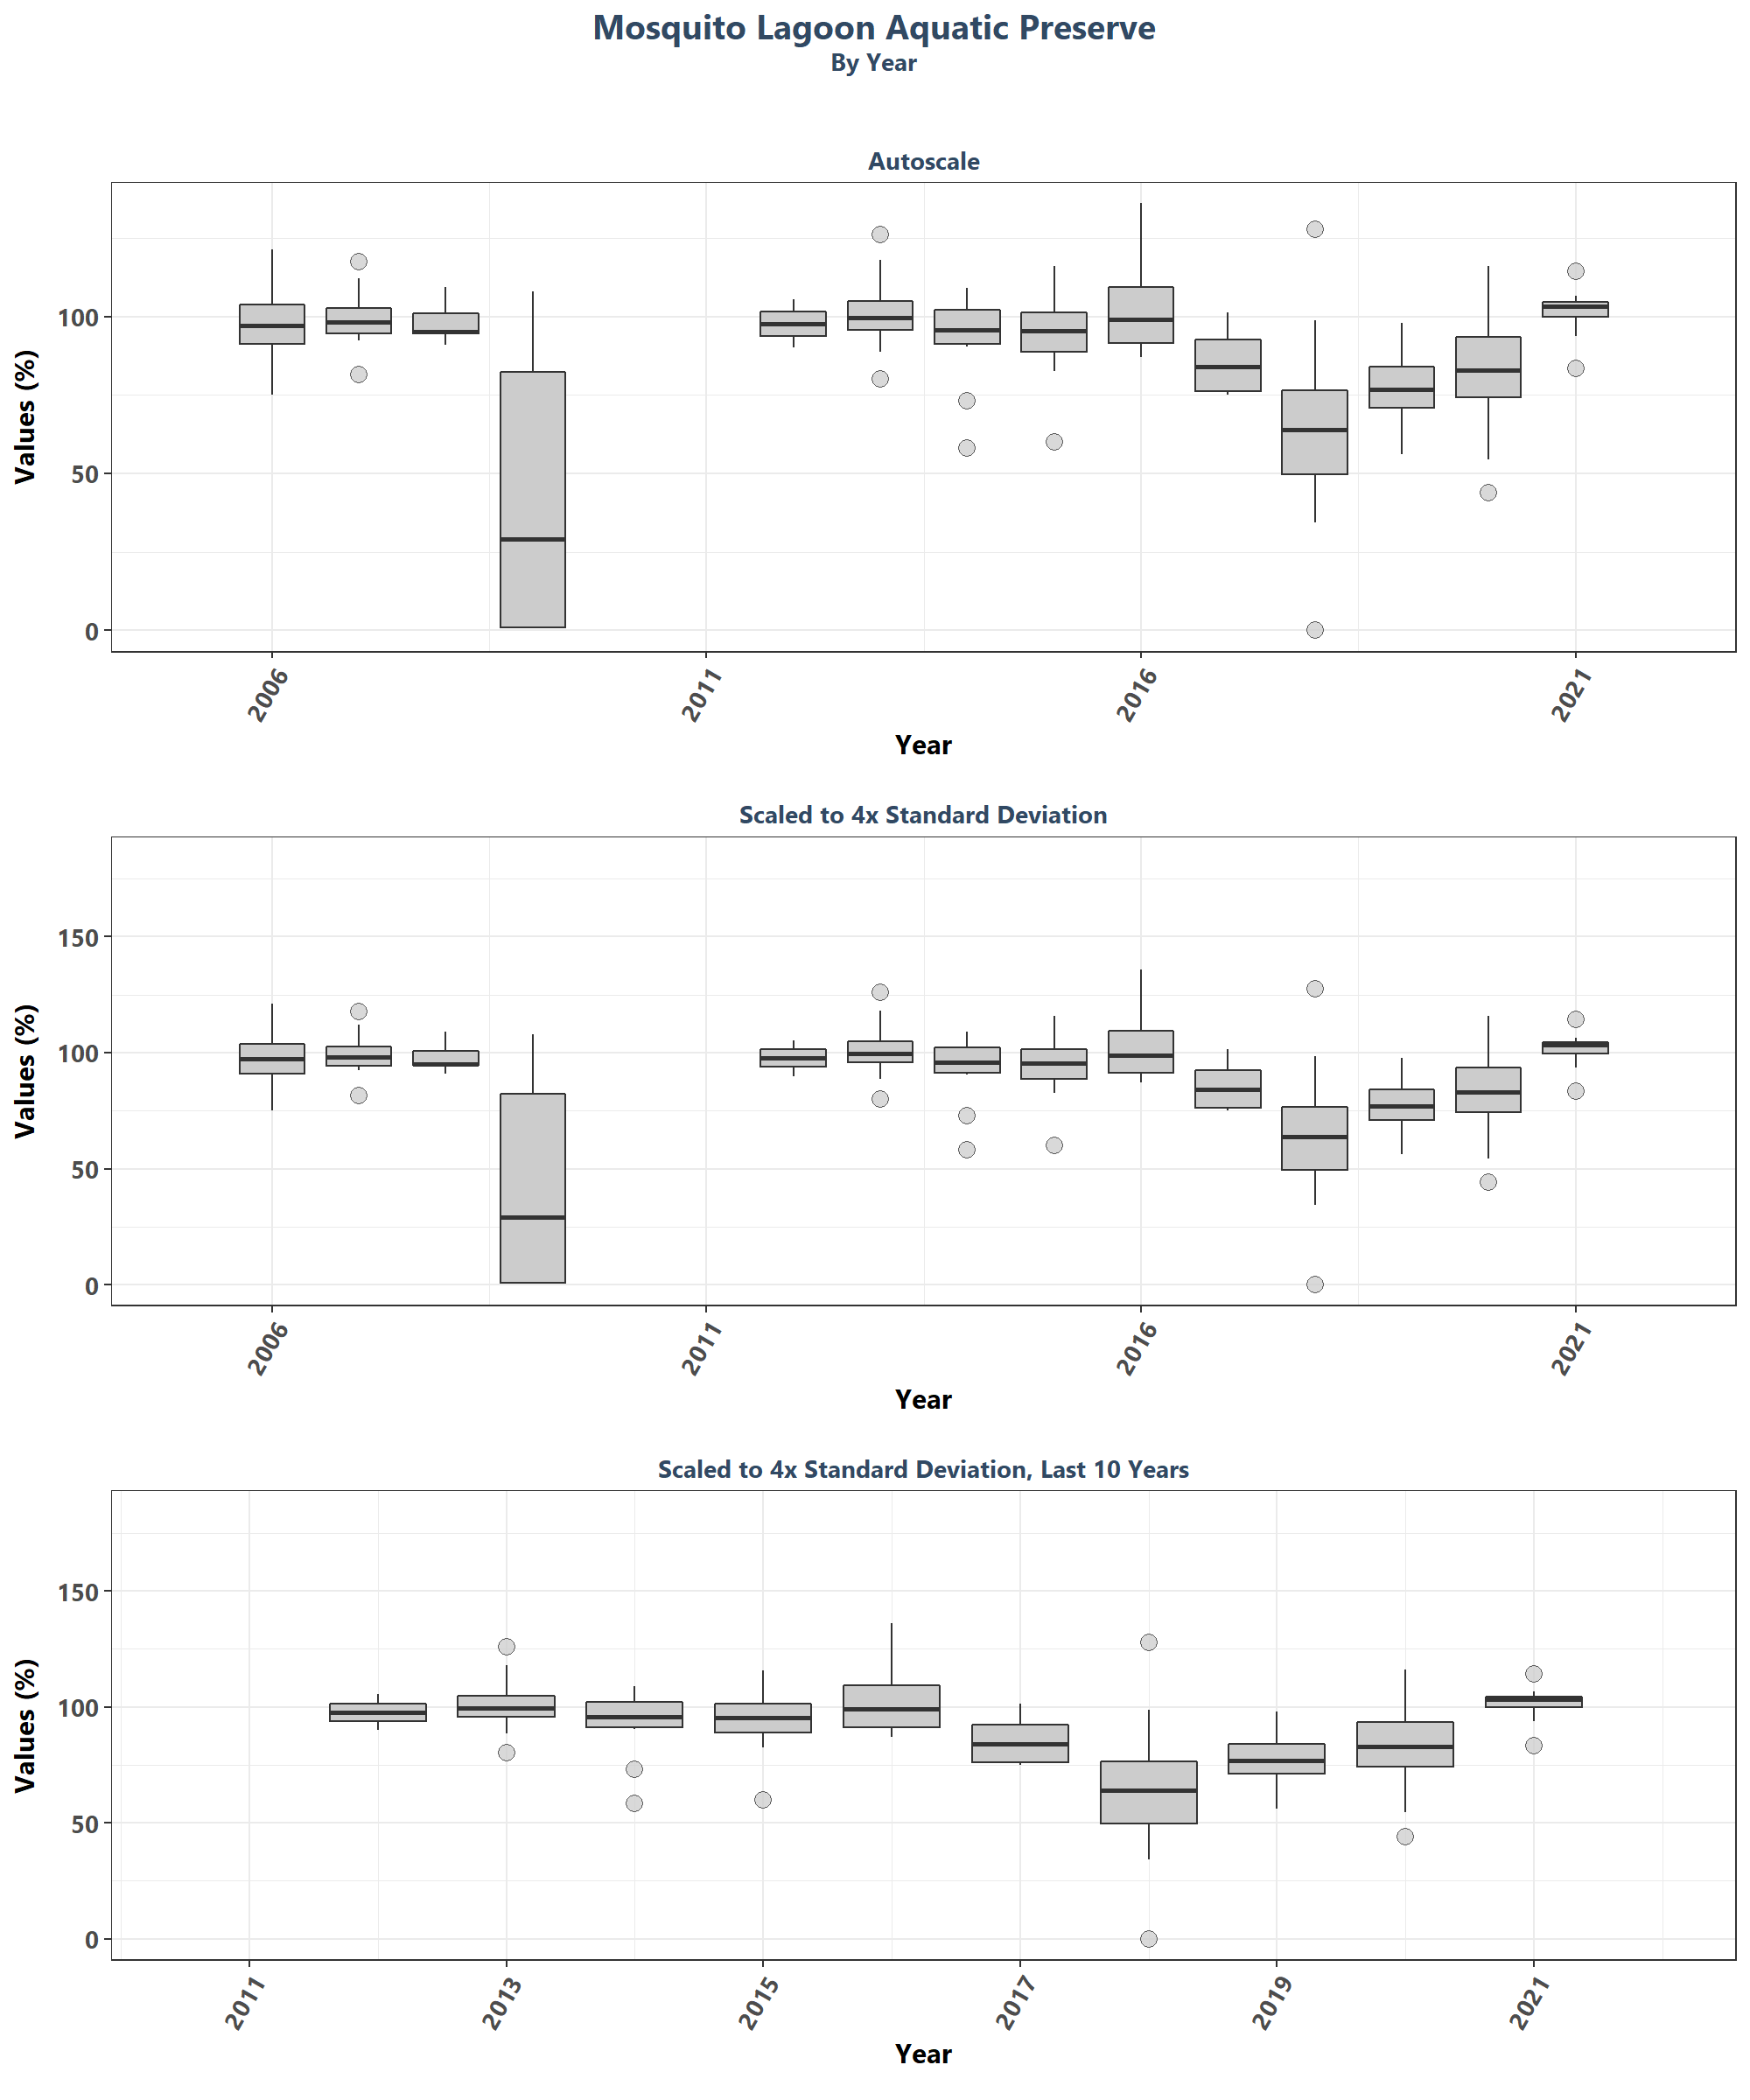 Mosquito Lagoon Aquatic Preserve
By Year
Autoscale
Values (%)
100
50
0
2006
2011
2016
2021
Year
Scaled to 4x Standard Deviation
Values (%)
150
100
50
0
2006
2011
2016
2021
Year
Scaled to 4x Standard Deviation, Last 10 Years
Values (%)
150
100
50
0
2011
2013
2015
2017
2019
2021
Year